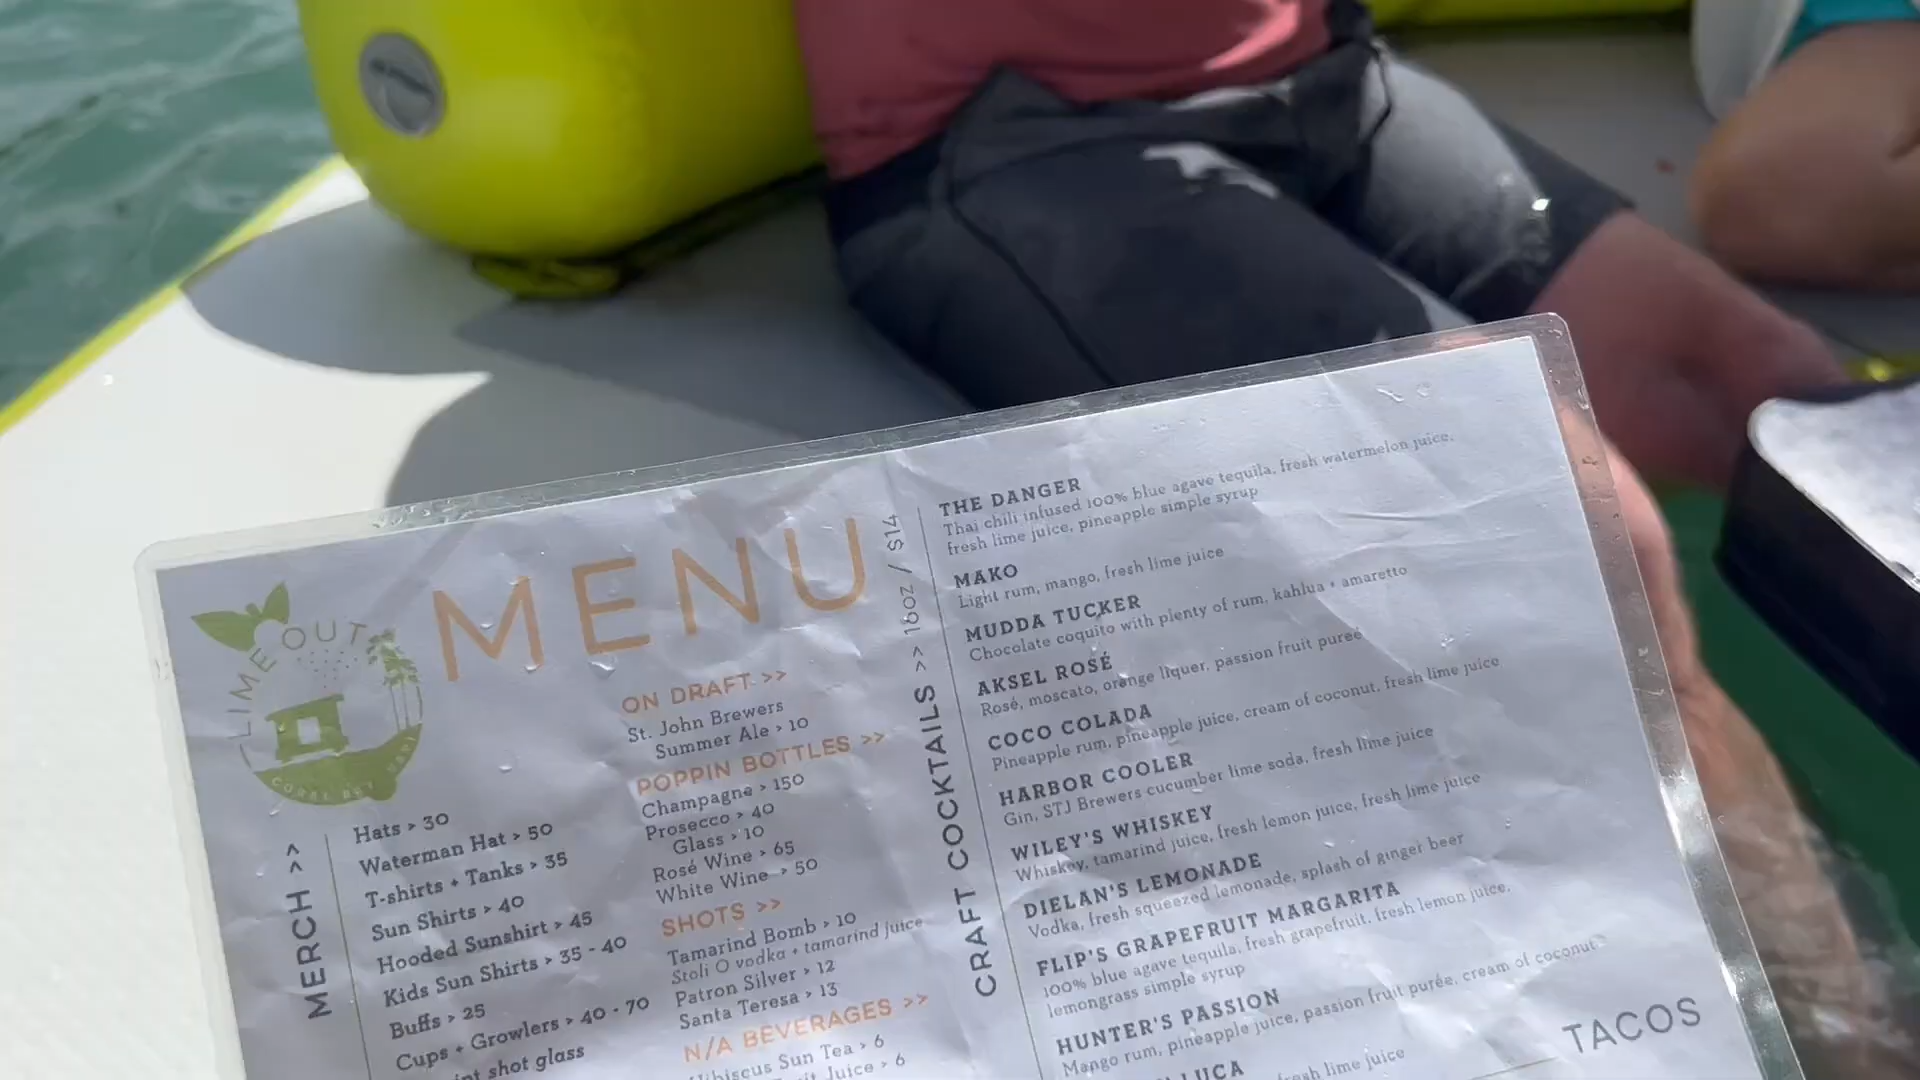 LIME OUT
CORAL BAY
MENU
MERCH >>
Hats > 30
Waterman Hat > 50
T-shirts + Tanks > 35
Sun Shirts > 40
Hooded Sunshirt > 45
Kids Sun Shirts > 35 - 40
Buffs > 25
Cups + Growlers > 40 - 70
shot glass
ON DRAFT >>
St. John Brewers
Summer Ale > 10
POPPIN BOTTLES >>
Champagne > 150
Prosecco > 40
Glass > 10
Rosé Wine > 65
White Wine > 50
SHOTS >>
Tamarind Bomb > 10
Stoli O vodka + tamarind juice
Patron Silver > 12
Santa Teresa > 13
N/A BEVERAGES >>
Hibiscus Sun Tea > 6
Juice > 6
CRAFT COCKTAILS >> 16OZ / $14
THE DANGER
Thai chili infused 100% blue agave tequila, fresh watermelon juice,
fresh lime juice, pineapple simple syrup
MAKO
Light rum, mango, fresh lime juice
MUDDA TUCKER
Chocolate coquito with plenty of rum, kahlua + amaretto
AKSEL ROSÉ
Rosé, moscato, orange liquer, passion fruit puree
COCO COLADA
Pineapple rum, pineapple juice, cream of coconut, fresh lime juice
HARBOR COOLER
Gin, STJ Brewers cucumber lime soda, fresh lime juice
WILEY'S WHISKEY
Whiskey, tamarind juice, fresh lemon juice, fresh lime juice
DIELAN'S LEMONADE
Vodka, fresh squeezed lemonade, splash of ginger beer
FLIP'S GRAPEFRUIT MARGARITA
100% blue agave tequila, fresh grapefruit, fresh lemon juice,
lemongrass simple syrup
HUNTER'S PASSION
Mango rum, pineapple juice, passion fruit purée, cream of coconut
LUCA
fresh lime juice
TACOS